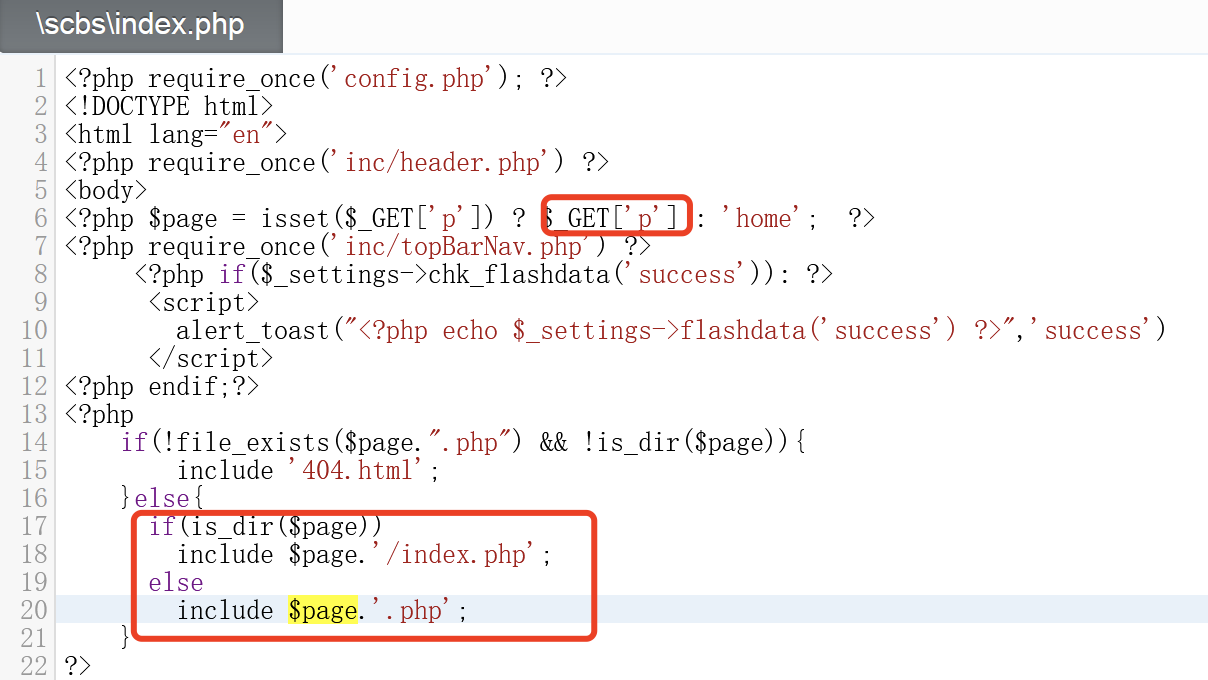 \scbs\index.php
1 <?php require_once('config.php'); ?>
2 <!DOCTYPE html>
3 <html lang="en">
4 <?php require_once('inc/header.php') ?>
5 <body>
6 <?php $page = isset($_GET['p']) ? $_GET['p'] : 'home';  ?>
7 <?php require_once('inc/topBarNav.php') ?>
8      <?php if($_settings->chk_flashdata('success')): ?>
9       <script>
10         alert_toast("<?php echo $_settings->flashdata('success') ?>",'success')
11       </script>
12 <?php endif;?>
13 <?php
14     if(!file_exists($page.".php") && !is_dir($page)){
15         include '404.html';
16     }else{
17       if(is_dir($page))
18         include $page.'/index.php';
19       else
20         include $page.'.php';
21     }
22 ?>